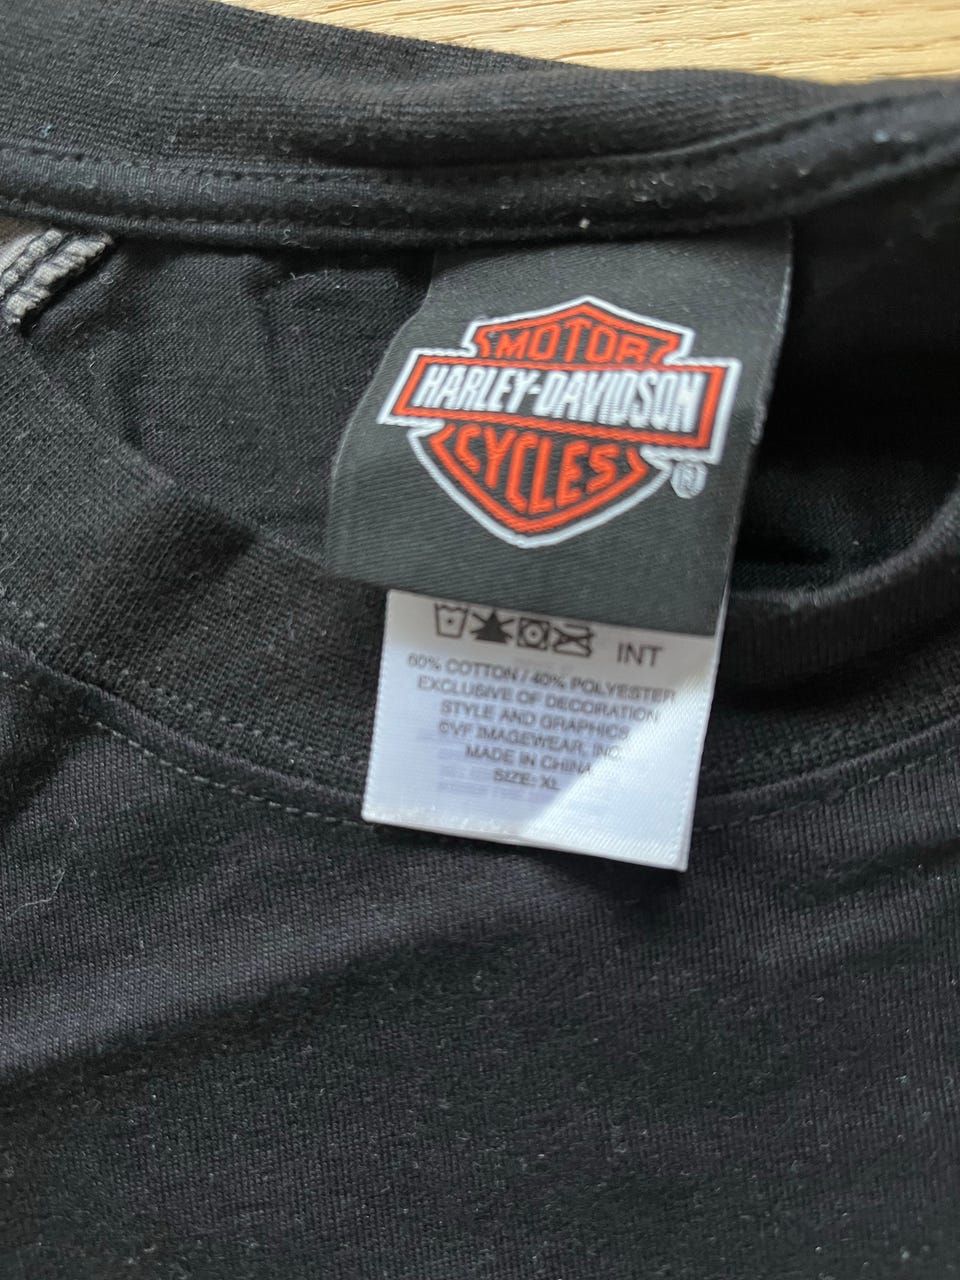 MOTOR
HARLEY-DAVIDSON
CYCLES
®
INT
60% COTTON / 40% POLYESTER
EXCLUSIVE OF DECORATION
STYLE AND GRAPHICS
©VF IMAGEWEAR, INC.
MADE IN CHINA
SIZE: XL